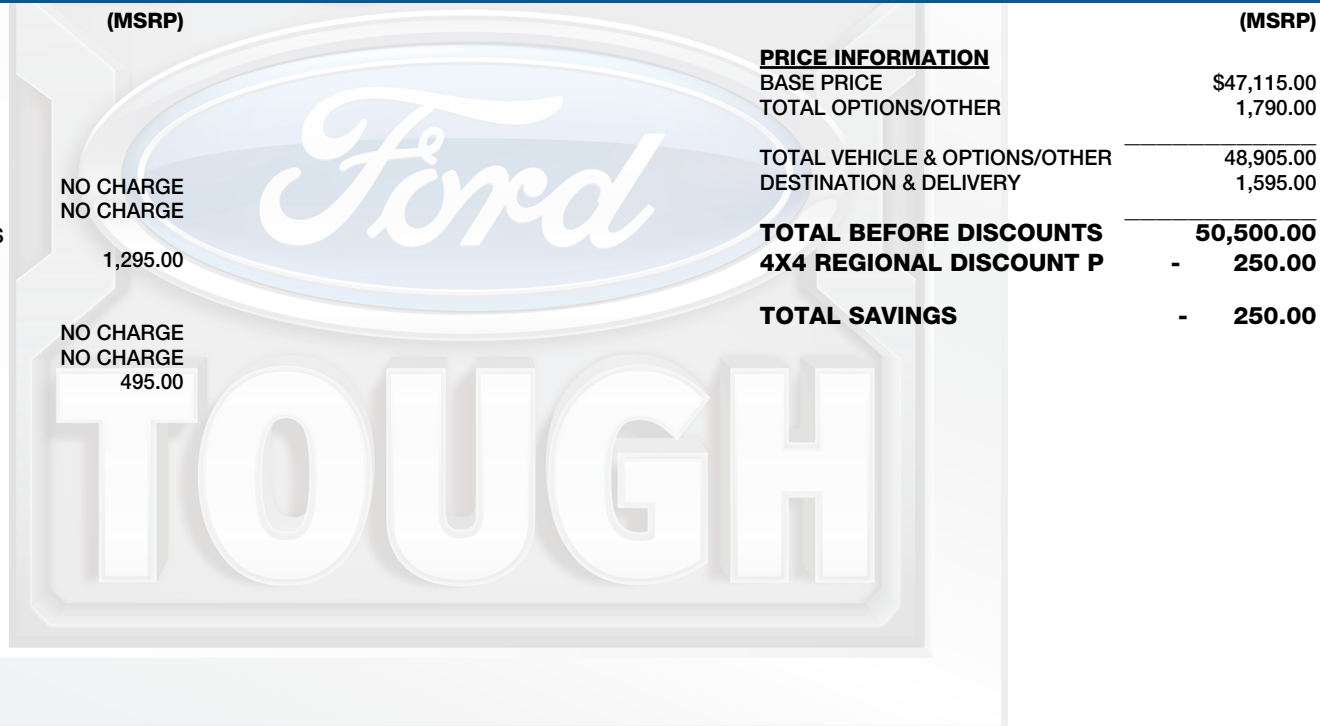 (MSRP)
NO CHARGE
NO CHARGE
S
1,295.00
NO CHARGE
NO CHARGE
495.00
(MSRP)
PRICE INFORMATION
BASE PRICE $47,115.00
TOTAL OPTIONS/OTHER 1,790.00
TOTAL VEHICLE & OPTIONS/OTHER 48,905.00
DESTINATION & DELIVERY 1,595.00
TOTAL BEFORE DISCOUNTS 50,500.00
4X4 REGIONAL DISCOUNT P - 250.00
TOTAL SAVINGS - 250.00
Ford
TOUGH